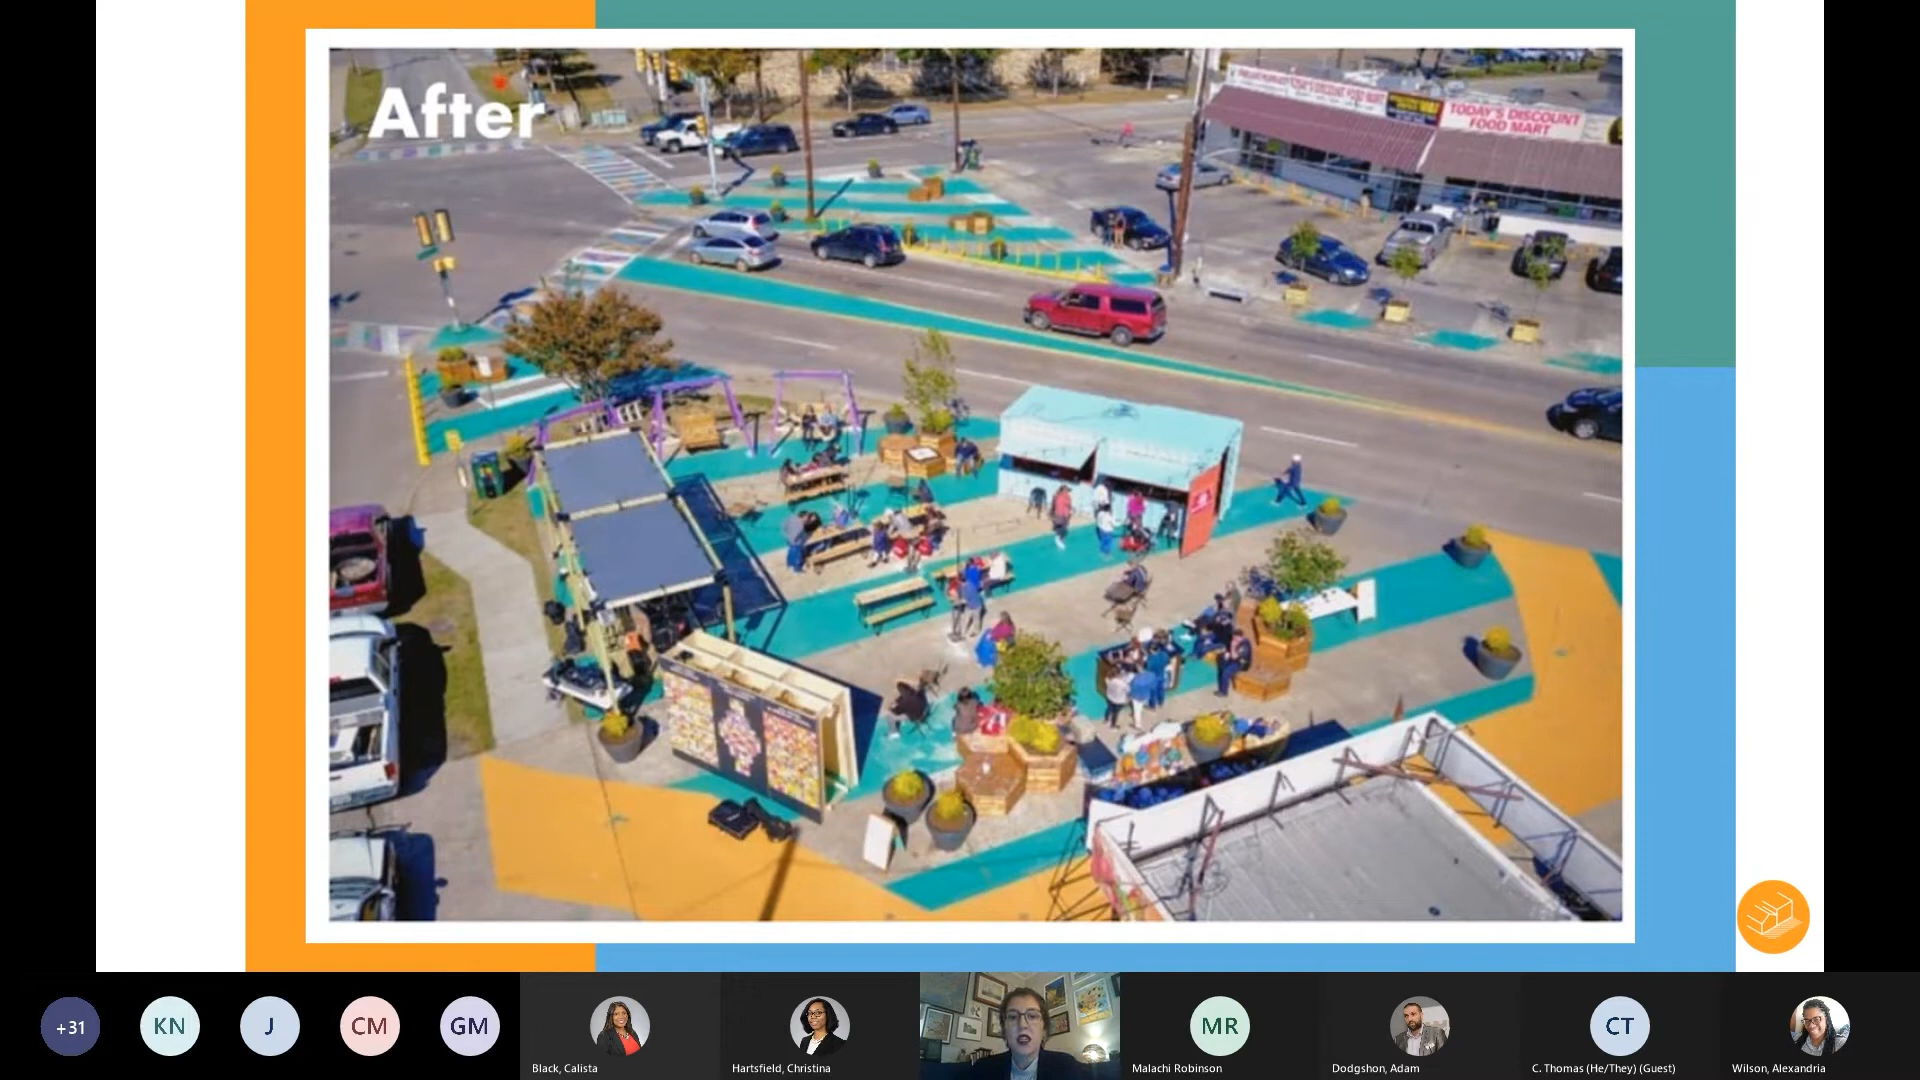 After
TODAY'S DISCOUNT
FOOD MART
+31
KN
J
CM
GM
MR
CT
Black, Calista
Hartsfield, Christina
Malachi Robinson
Dodgshon, Adam
C. Thomas (He/They) (Guest)
Wilson, Alexandria